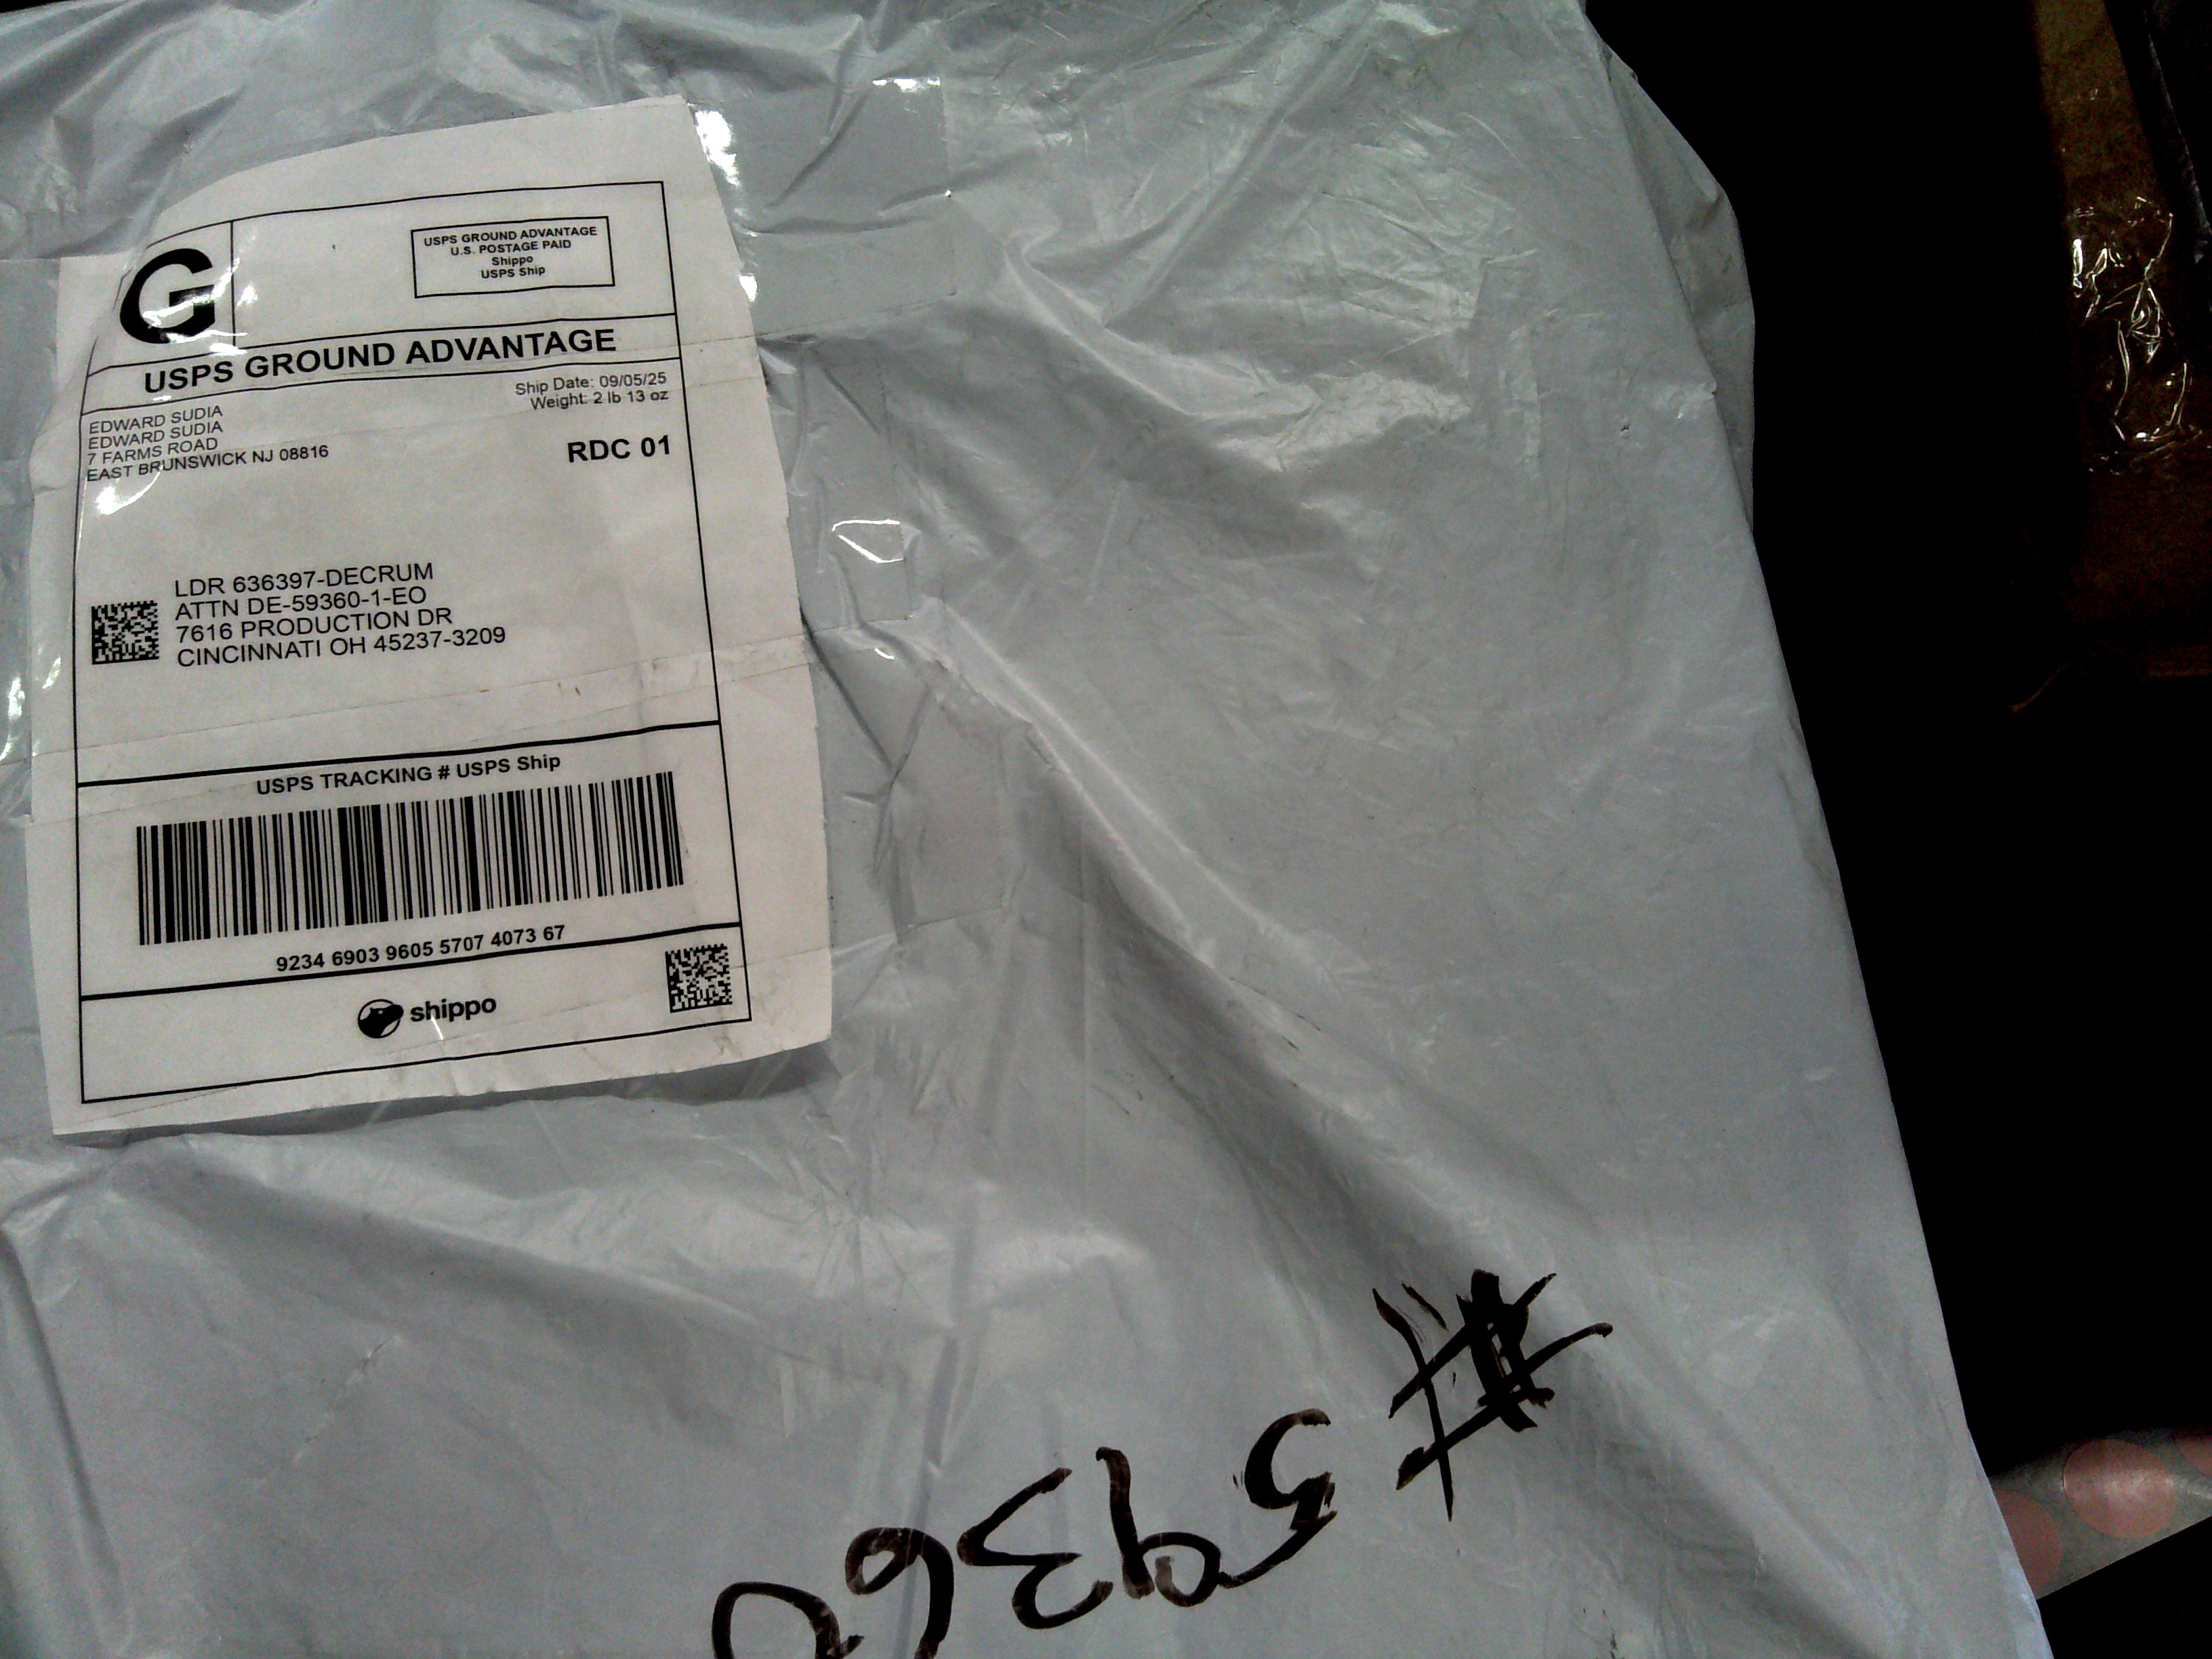 G
USPS GROUND ADVANTAGE
U.S. POSTAGE PAID
Shippo
USPS Ship
USPS GROUND ADVANTAGE
Ship Date: 09/05/25
Weight: 2 lb 13 oz
EDWARD SUDIA
EDWARD SUDIA
7 FARMS ROAD
EAST BRUNSWICK NJ 08816
RDC 01
LDR 636397-DECRUM
ATTN DE-59360-1-EO
7616 PRODUCTION DR
CINCINNATI OH 45237-3209
USPS TRACKING # USPS Ship
9234 6903 9605 5707 4073 67
shippo
# 59360